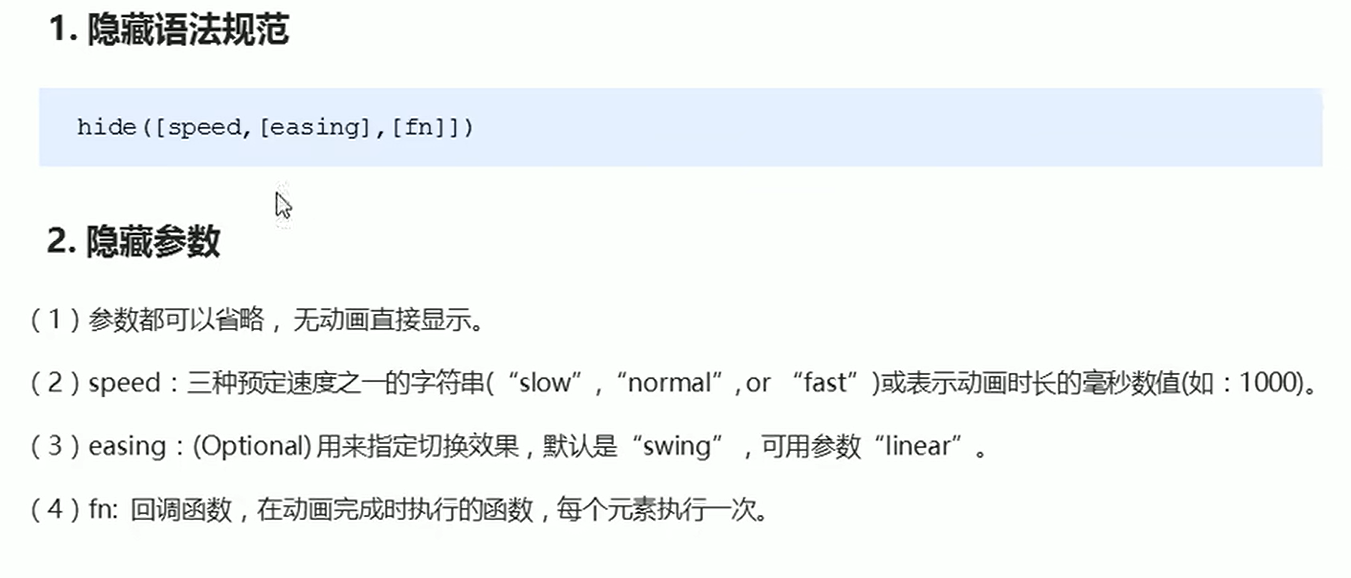 1. 隐藏语法规范
hide([speed,[easing],[fn]])
2. 隐藏参数
（1）参数都可以省略， 无动画直接显示。
（2）speed：三种预定速度之一的字符串(“slow”,“normal”, or “fast”)或表示动画时长的毫秒数值(如：1000)。
（3）easing：(Optional) 用来指定切换效果，默认是“swing”，可用参数“linear”。
（4）fn: 回调函数，在动画完成时执行的函数，每个元素执行一次。